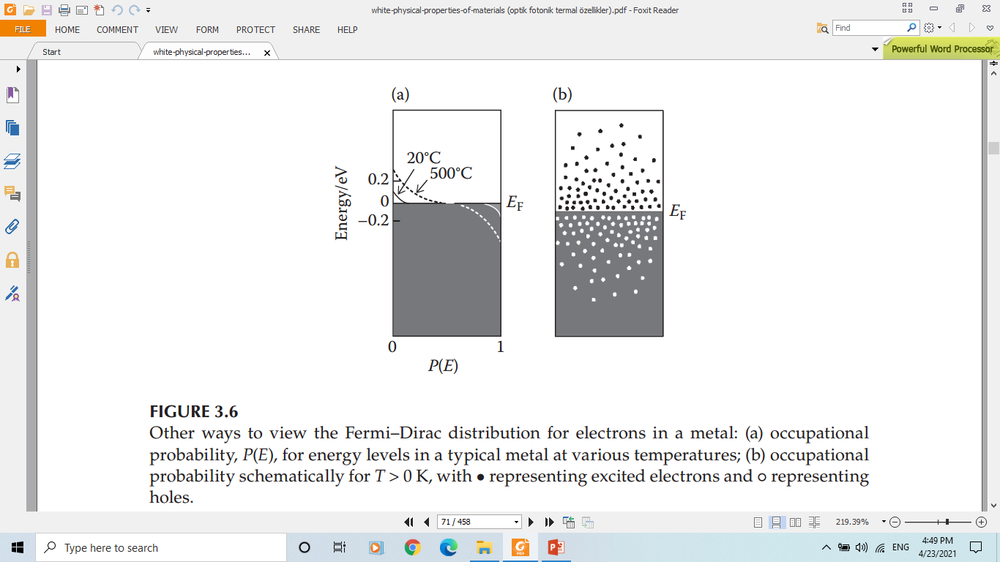 white-physical-properties-of-materials (optik fotonik termal özellikler).pdf - Foxit Reader
FILE HOME COMMENT VIEW FORM PROTECT SHARE HELP Find
Start white-physical-properties... x Powerful Word Processor
(a) (b)
20°C
500°C
0.2
0
−0.2
Energy/eV
EF
EF
0 1
P(E)
FIGURE 3.6
Other ways to view the Fermi–Dirac distribution for electrons in a metal: (a) occupational
probability, P(E), for energy levels in a typical metal at various temperatures; (b) occupational
probability schematically for T > 0 K, with • representing excited electrons and o representing
holes.
71 / 458 219.39%
Type here to search ENG 4:49 PM
4/23/2021